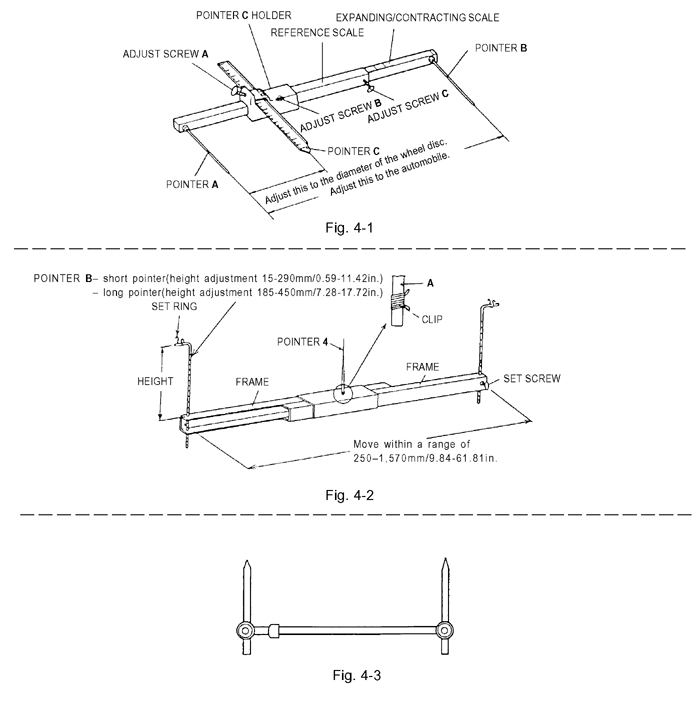 POINTER C HOLDER
EXPANDING/CONTRACTING SCALE
REFERENCE SCALE
ADJUST SCREW A
POINTER B
ADJUST SCREW B
ADJUST SCREW C
POINTER C
Adjust this to the diameter of the wheel disc.
Adjust this to the automobile.
POINTER A
Fig. 4-1
POINTER B– short pointer(height adjustment 15-290mm/0.59-11.42in.)
– long pointer(height adjustment 185-450mm/7.28-17.72in.)
SET RING
A
CLIP
POINTER 4
HEIGHT
FRAME
FRAME
SET SCREW
Move within a range of
250–1,570mm/9.84-61.81in.
Fig. 4-2
Fig. 4-3